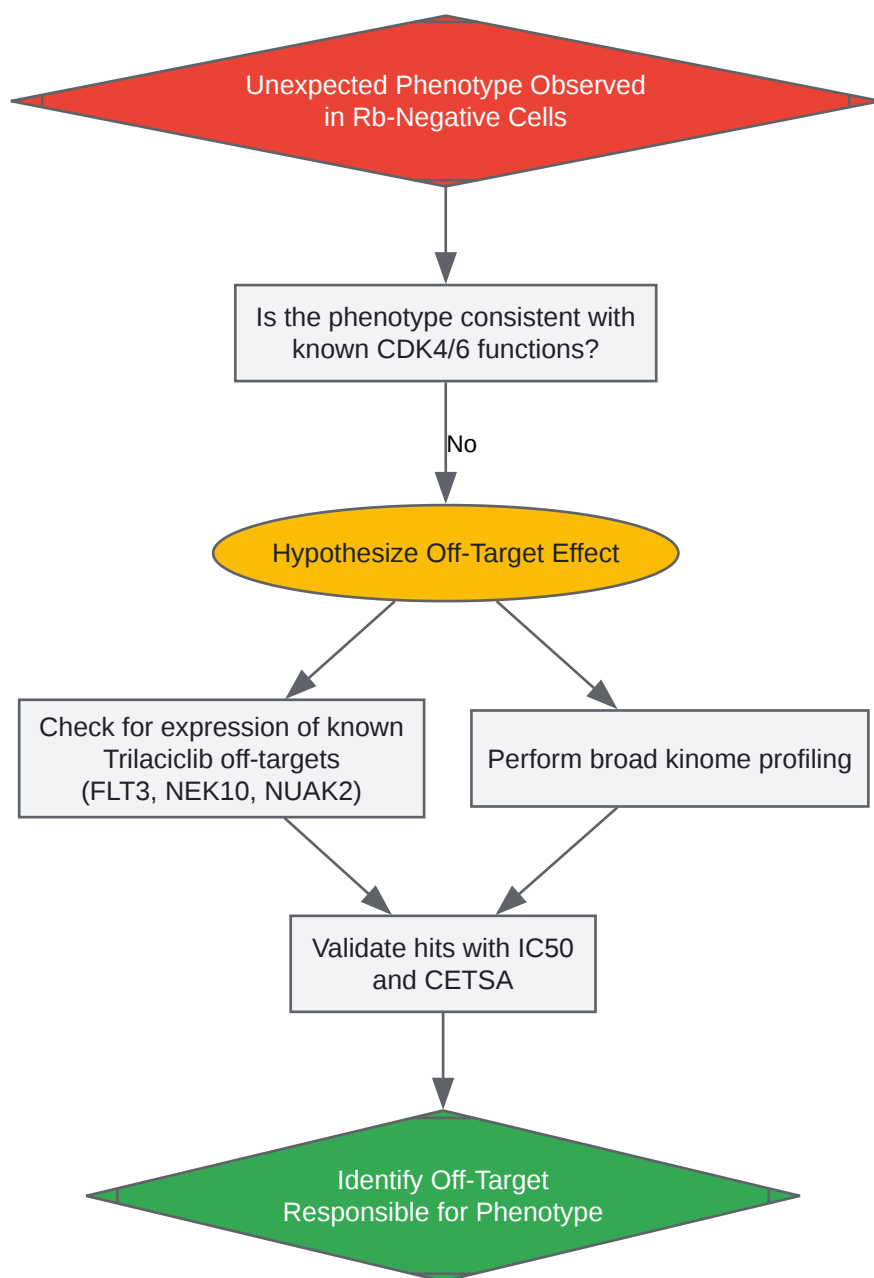 Unexpected Phenotype Observed
in Rb-Negative Cells
Is the phenotype consistent with
known CDK4/6 functions?
No
Hypothesize Off-Target Effect
Check for expression of known
Trilaciclib off-targets
(FLT3, NEK10, NUAK2)
Perform broad kinome profiling
Validate hits with IC50
and CETSA
Identify Off-Target
Responsible for Phenotype